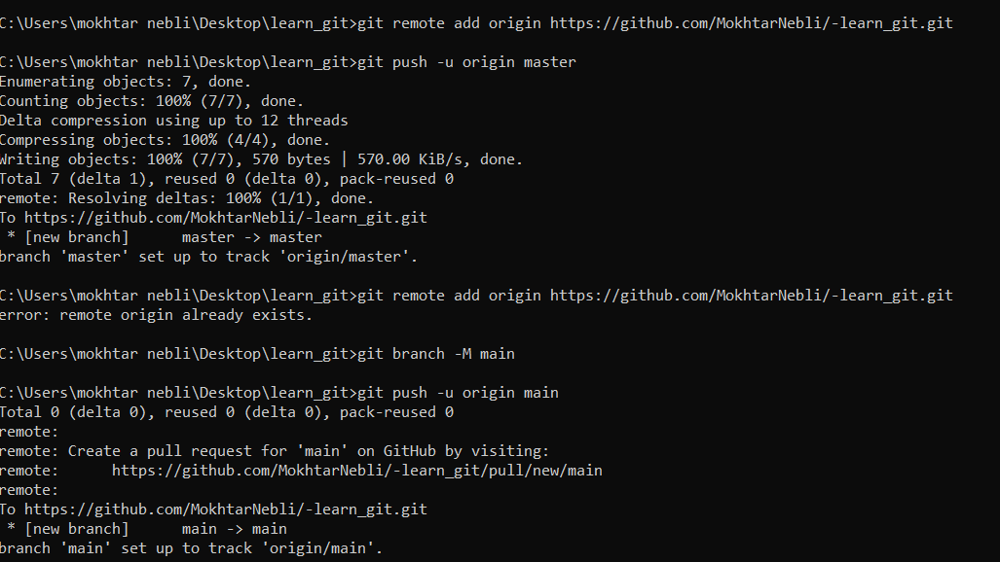 C:\Users\mokhtar nebli\Desktop\learn_git>git remote add origin https://github.com/MokhtarNebli/-learn_git.git
C:\Users\mokhtar nebli\Desktop\learn_git>git push -u origin master
Enumerating objects: 7, done.
Counting objects: 100% (7/7), done.
Delta compression using up to 12 threads
Compressing objects: 100% (4/4), done.
Writing objects: 100% (7/7), 570 bytes | 570.00 KiB/s, done.
Total 7 (delta 1), reused 0 (delta 0), pack-reused 0
remote: Resolving deltas: 100% (1/1), done.
To https://github.com/MokhtarNebli/-learn_git.git
 * [new branch]      master -> master
branch 'master' set up to track 'origin/master'.
C:\Users\mokhtar nebli\Desktop\learn_git>git remote add origin https://github.com/MokhtarNebli/-learn_git.git
error: remote origin already exists.
C:\Users\mokhtar nebli\Desktop\learn_git>git branch -M main
C:\Users\mokhtar nebli\Desktop\learn_git>git push -u origin main
Total 0 (delta 0), reused 0 (delta 0), pack-reused 0
remote:
remote: Create a pull request for 'main' on GitHub by visiting:
remote:      https://github.com/MokhtarNebli/-learn_git/pull/new/main
remote:
To https://github.com/MokhtarNebli/-learn_git.git
 * [new branch]      main -> main
branch 'main' set up to track 'origin/main'.